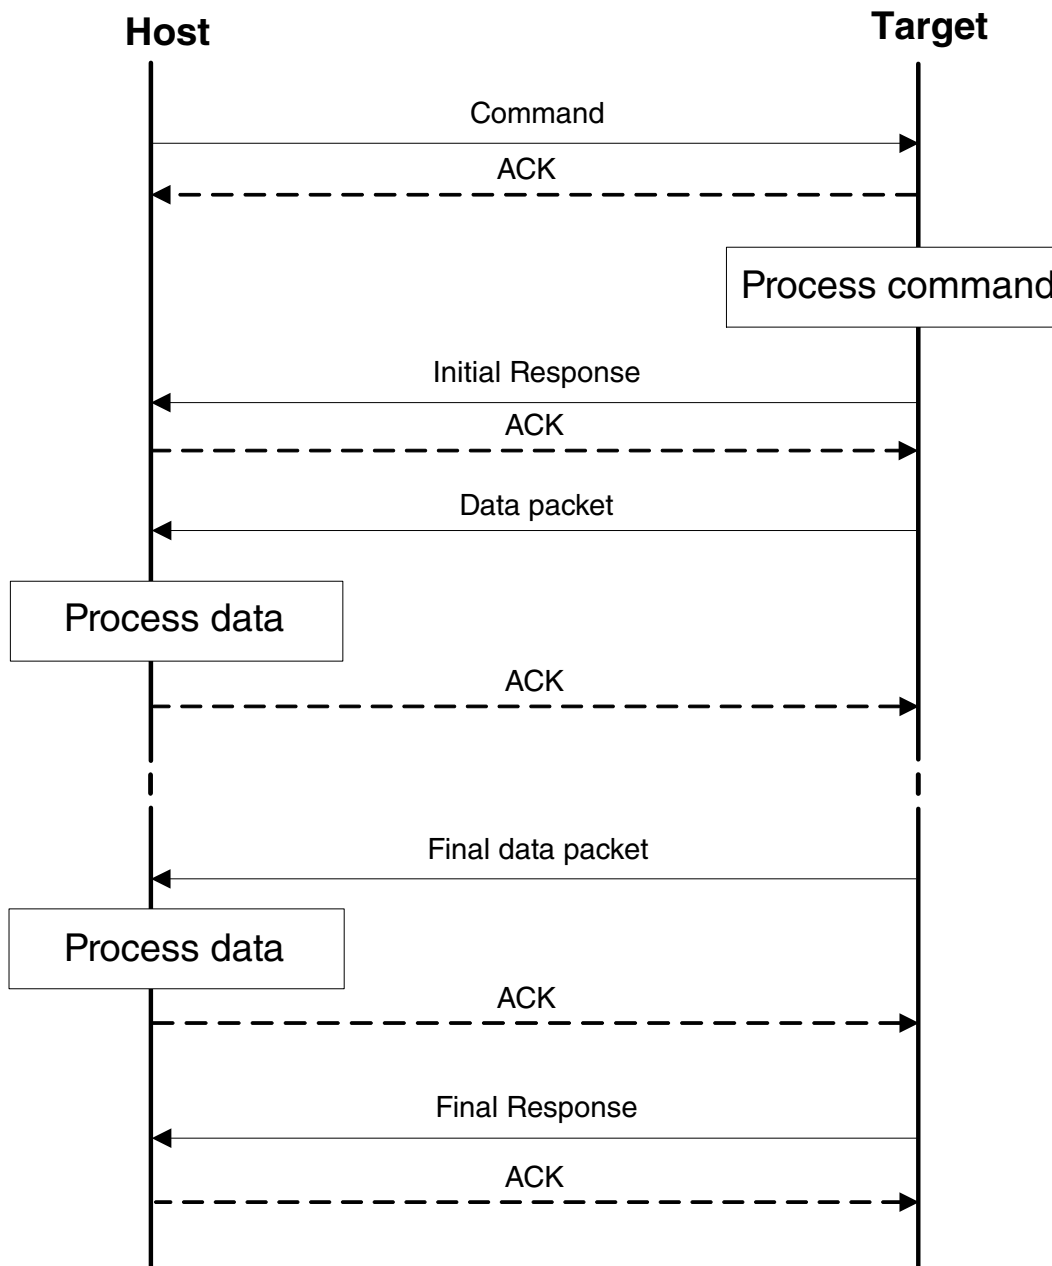 Host
Target
Command
ACK
Process command
Initial Response
ACK
Data packet
Process data
ACK
Final data packet
Process data
ACK
Final Response
ACK